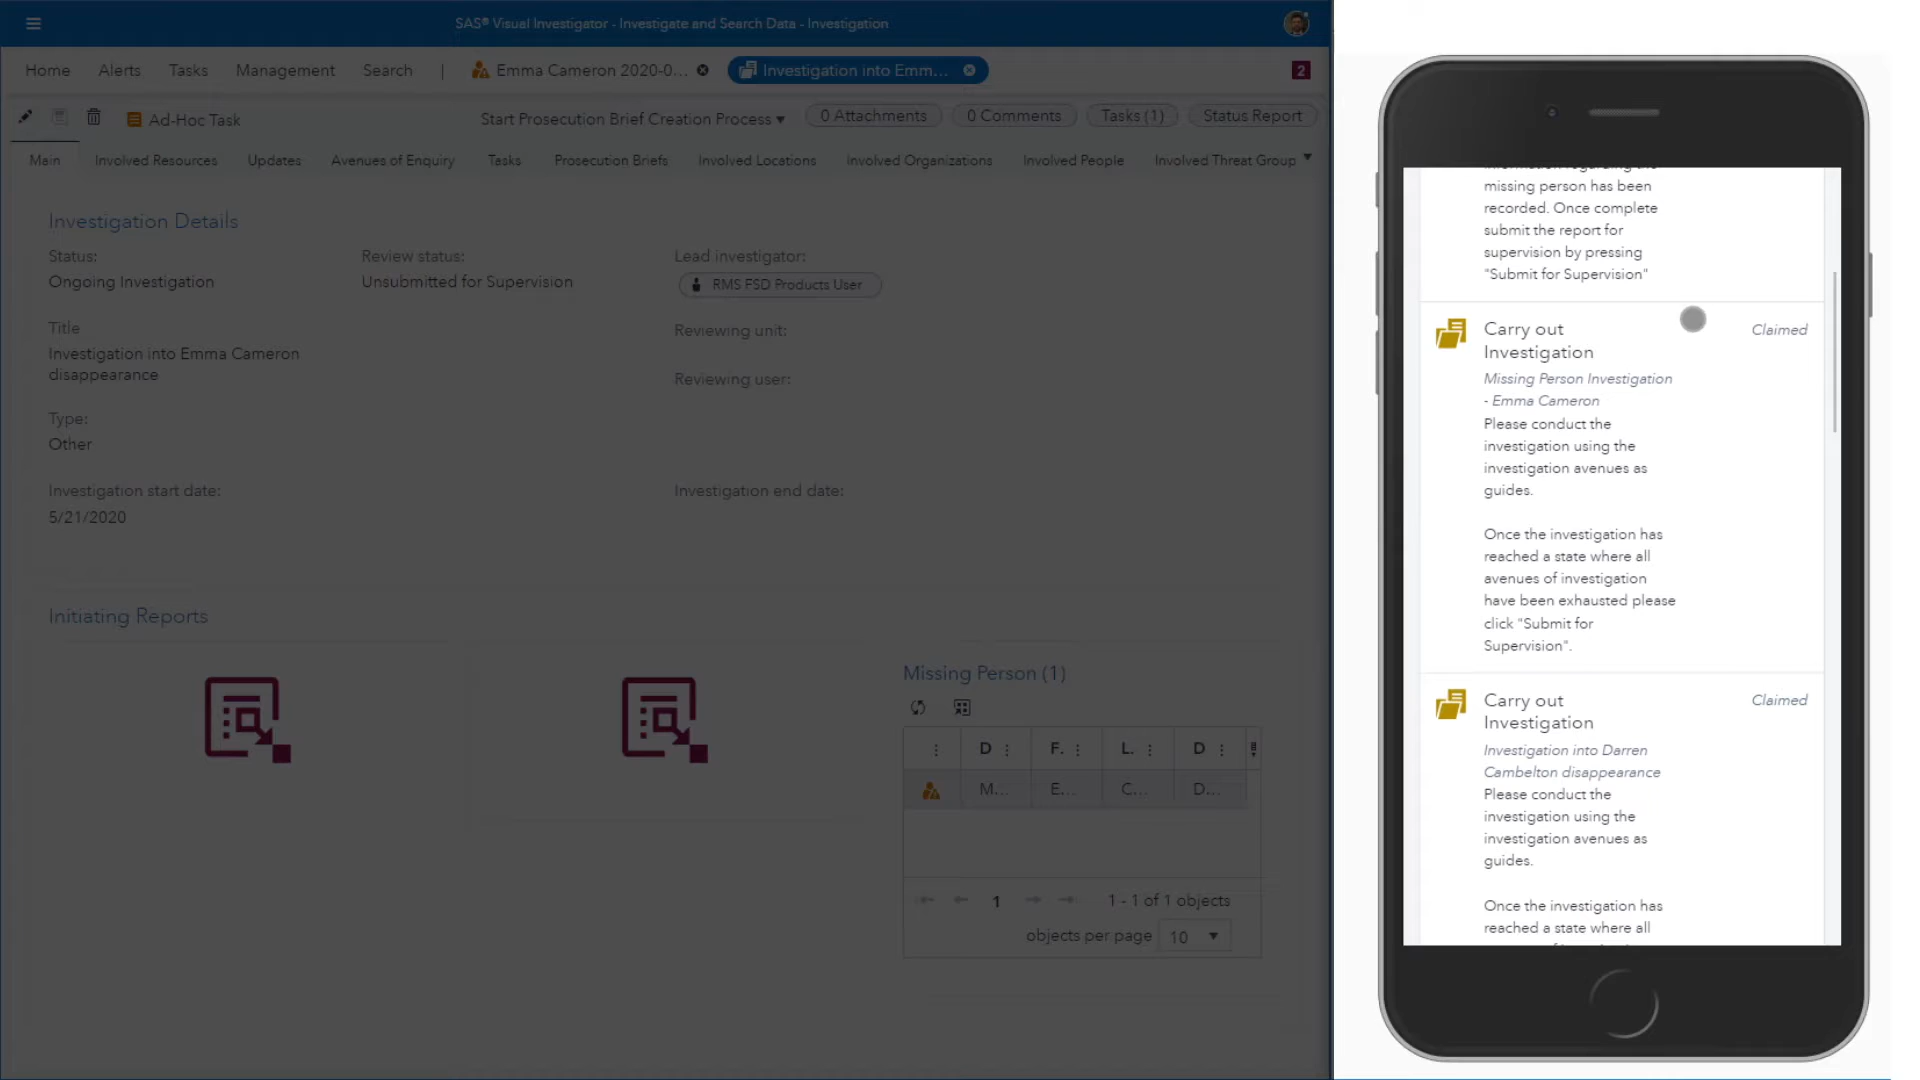 SAS® Visual Investigator - Investigate and Search Data - Investigation
Home Alerts Tasks Management Search | Emma Cameron 2020-0... Investigation into Emm... 2
Ad-Hoc Task Start Prosecution Brief Creation Process 0 Attachments 0 Comments Tasks (1) Status Report
Main Involved Resources Updates Avenues of Enquiry Tasks Prosecution Briefs Involved Locations Involved Organizations Involved People Involved Threat Group
Investigation Details
Status: Review status: Lead investigator:
Ongoing Investigation Unsubmitted for Supervision RMS FSD Products User
Title Reviewing unit:
Investigation into Emma Cameron
disappearance
Reviewing user:
Type:
Other
Investigation start date: Investigation end date:
5/21/2020
Initiating Reports
Missing Person (1)
D F. L. D
M... E... C... D...
1 1 - 1 of 1 objects
objects per page 10
information regarding the
missing person has been
recorded. Once complete
submit the report for
supervision by pressing
"Submit for Supervision"
Carry out Claimed
Investigation
Missing Person Investigation
- Emma Cameron
Please conduct the
investigation using the
investigation avenues as
guides.
Once the investigation has
reached a state where all
avenues of investigation
have been exhausted please
click "Submit for
Supervision".
Carry out Claimed
Investigation
Investigation into Darren
Cambelton disappearance
Please conduct the
investigation using the
investigation avenues as
guides.
Once the investigation has
reached a state where all